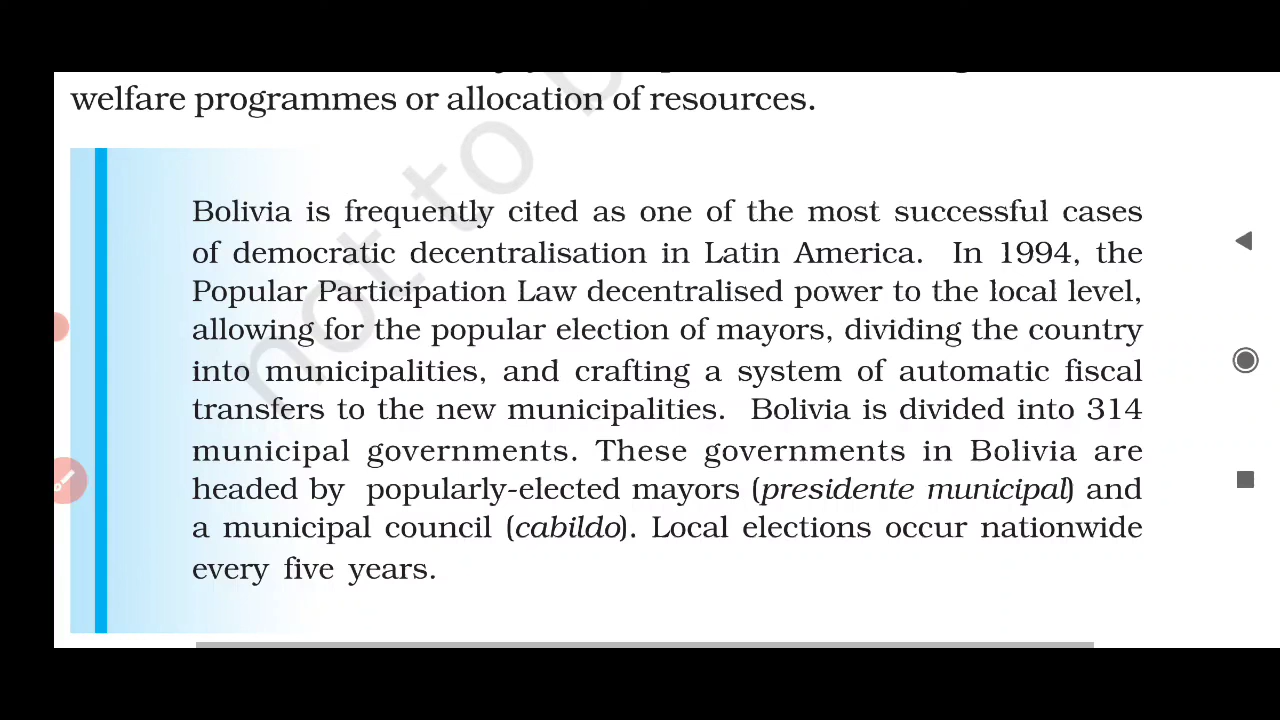 welfare programmes or allocation of resources.
Bolivia is frequently cited as one of the most successful cases
of democratic decentralisation in Latin America. In 1994, the
Popular Participation Law decentralised power to the local level,
allowing for the popular election of mayors, dividing the country
into municipalities, and crafting a system of automatic fiscal
transfers to the new municipalities. Bolivia is divided into 314
municipal governments. These governments in Bolivia are
headed by popularly-elected mayors (presidente municipal) and
a municipal council (cabildo). Local elections occur nationwide
every five years.
not to